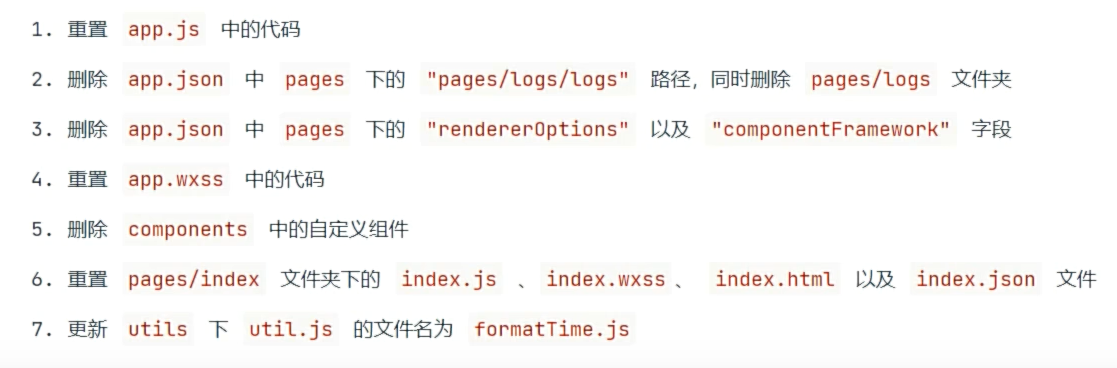 1. 重置 app.js 中的代码
2. 删除 app.json 中 pages 下的 "pages/logs/logs" 路径，同时删除 pages/logs 文件夹
3. 删除 app.json 中 pages 下的 "rendererOptions" 以及 "componentFramework" 字段
4. 重置 app.wxss 中的代码
5. 删除 components 中的自定义组件
6. 重置 pages/index 文件夹下的 index.js 、index.wxss、 index.html 以及 index.json 文件
7. 更新 utils 下 util.js 的文件名为 formatTime.js